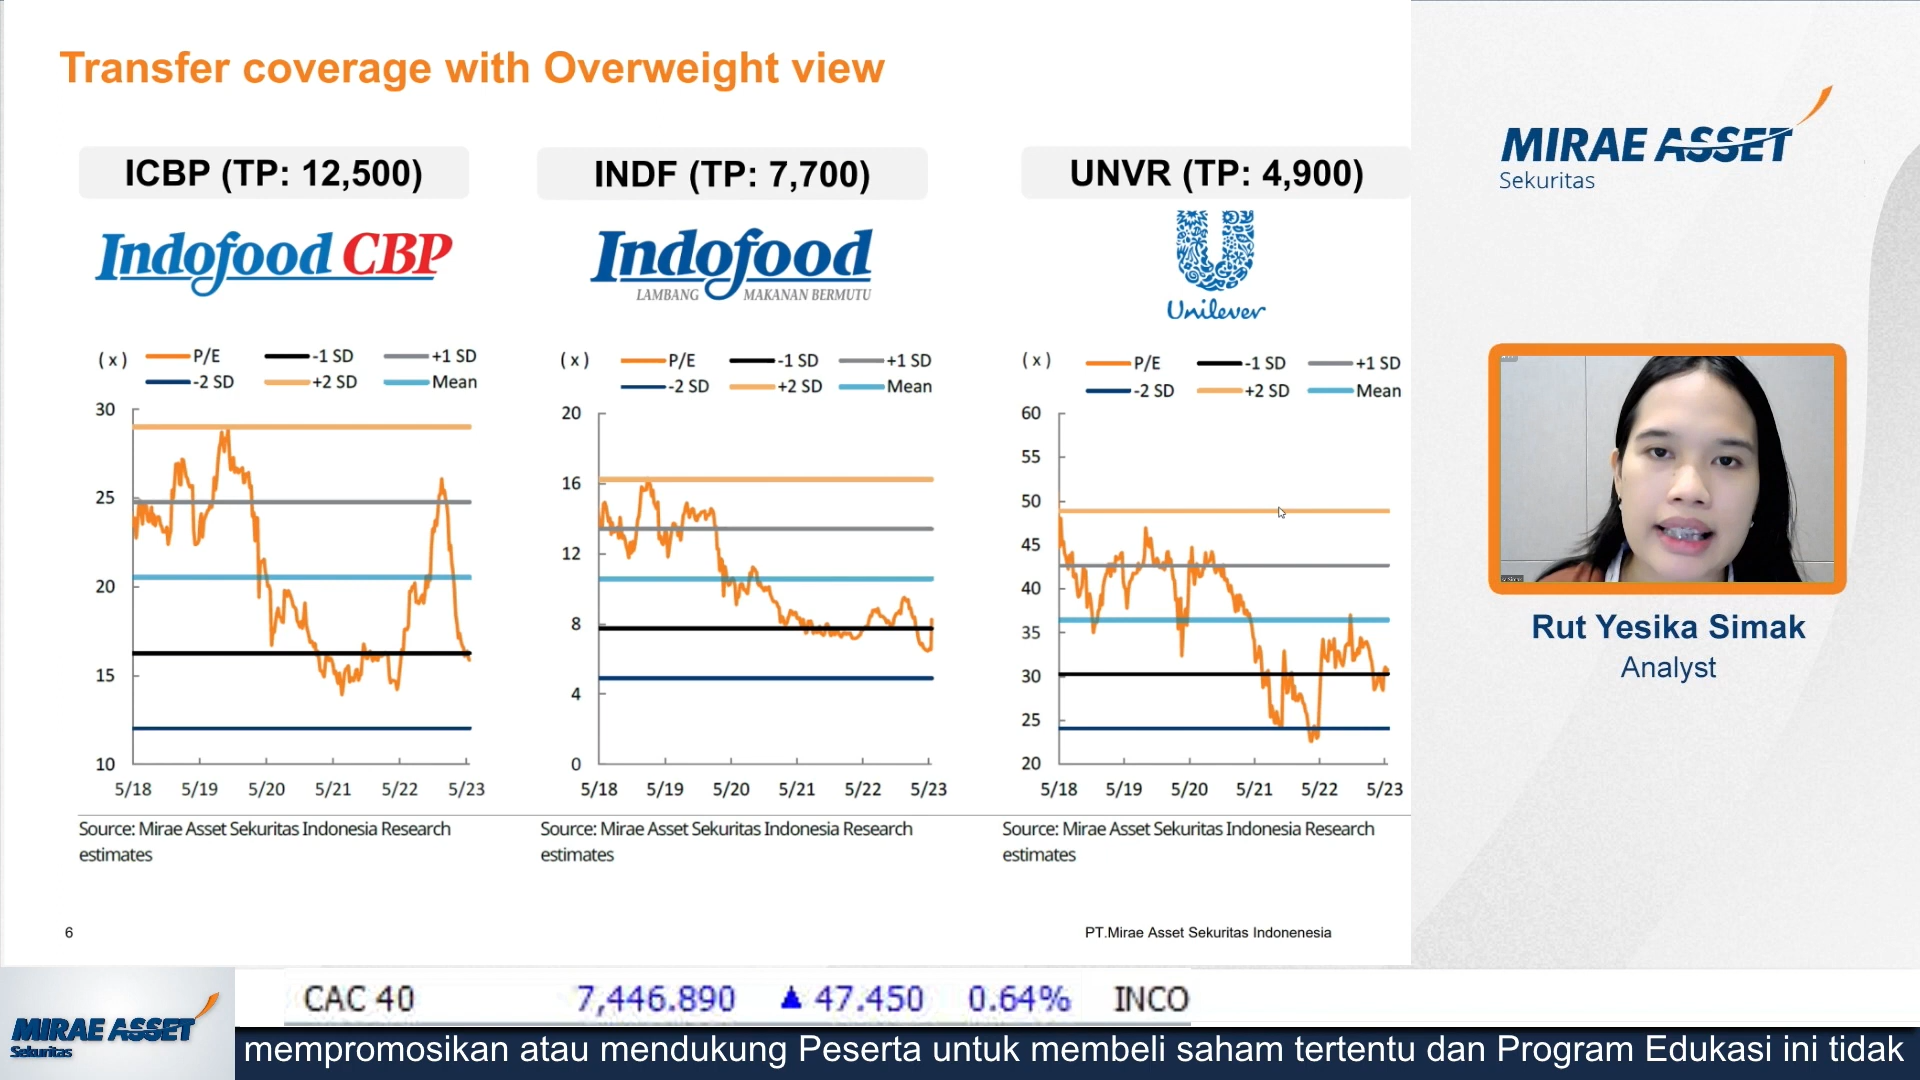 Transfer coverage with Overweight view
ICBP (TP: 12,500)
Indofood CBP
( x )
P/E
-1 SD
+1 SD
-2 SD
+2 SD
Mean
30
25
20
15
10
5/18 5/19 5/20 5/21 5/22 5/23
Source: Mirae Asset Sekuritas Indonesia Research
estimates
INDF (TP: 7,700)
Indofood
LAMBANG MAKANAN BERMUTU
( x )
P/E
-1 SD
+1 SD
-2 SD
+2 SD
Mean
20
16
12
8
4
0
5/18 5/19 5/20 5/21 5/22 5/23
Source: Mirae Asset Sekuritas Indonesia Research
estimates
UNVR (TP: 4,900)
Unilever
( x )
P/E
-1 SD
+1 SD
-2 SD
+2 SD
Mean
60
55
50
45
40
35
30
25
20
5/18 5/19 5/20 5/21 5/22 5/23
Source: Mirae Asset Sekuritas Indonesia Research
estimates
6
PT.Mirae Asset Sekuritas Indonenesia
MIRAE ASSET
Sekuritas
Rut Yesika Simak
Analyst
MIRAE ASSET
Sekuritas
CAC 40 7,446.890 ▲ 47.450 0.64% INCO
mempromosikan atau mendukung Peserta untuk membeli saham tertentu dan Program Edukasi ini tidak